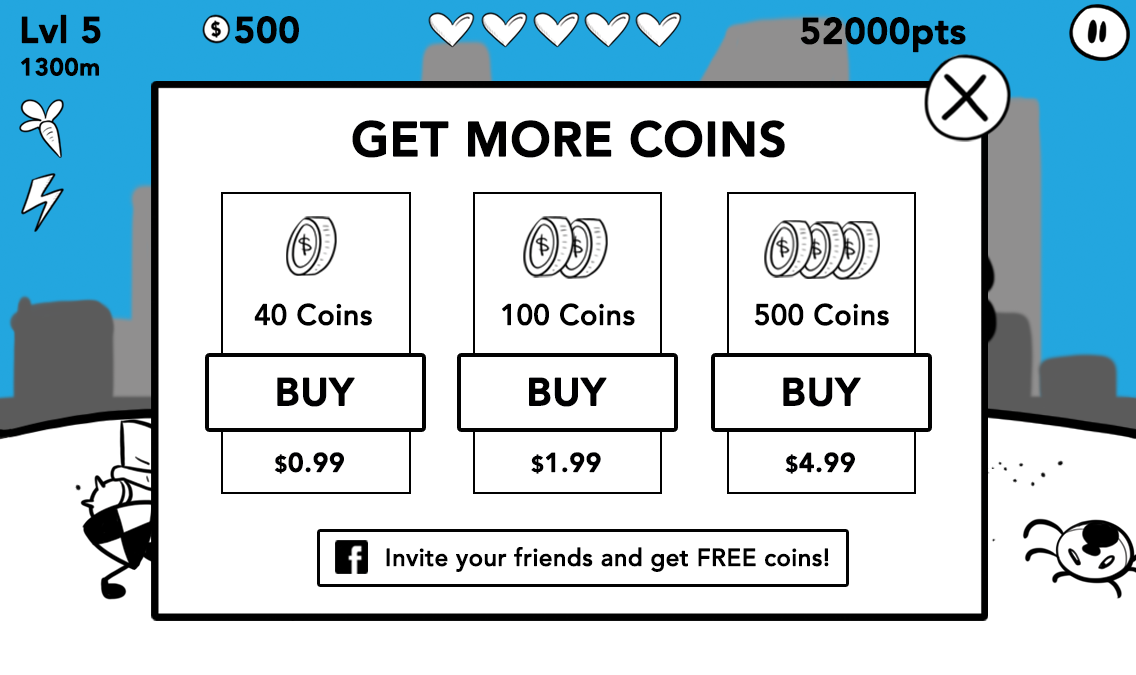 Lvl 5
$ 500
52000pts
1300m
GET MORE COINS
$
40 Coins
BUY
$0.99
$ $
100 Coins
BUY
$1.99
$ $ $
500 Coins
BUY
$4.99
f Invite your friends and get FREE coins!